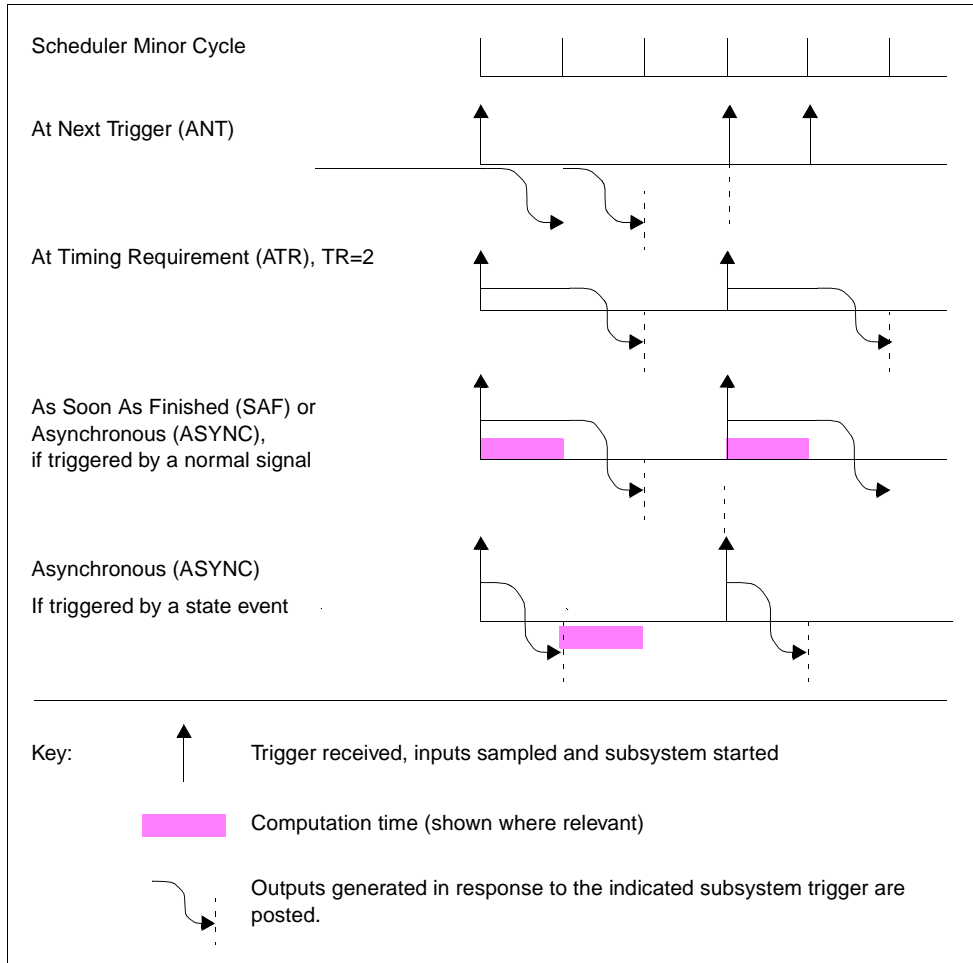 Scheduler Minor Cycle
At Next Trigger (ANT)
At Timing Requirement (ATR), TR=2
As Soon As Finished (SAF) or
Asynchronous (ASYNC),
if triggered by a normal signal
Asynchronous (ASYNC)
If triggered by a state event
Key:
Trigger received, inputs sampled and subsystem started
Computation time (shown where relevant)
Outputs generated in response to the indicated subsystem trigger are
posted.